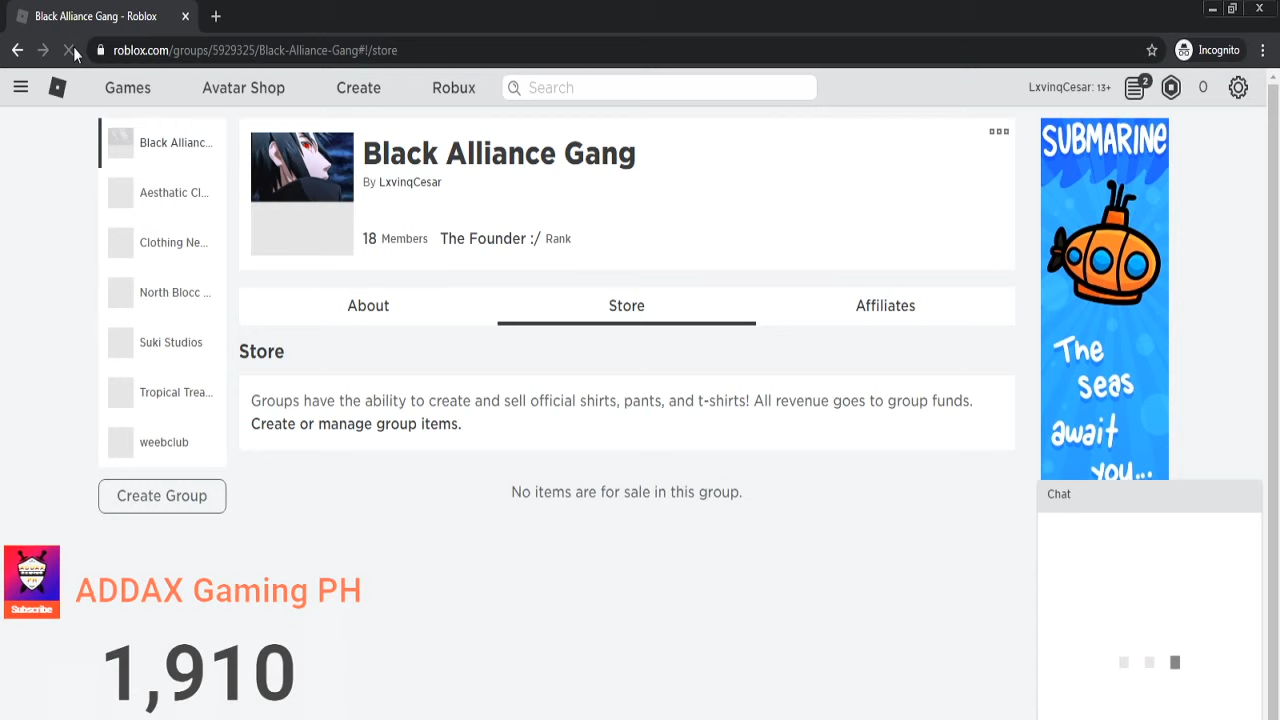 Black Alliance Gang - Roblox
roblox.com/groups/5929325/Black-Alliance-Gang#!/store
Incognito
Games
Avatar Shop
Create
Robux
Search
LxvinqCesar: 13+
2
0
Black Allianc...
Aesthatic Cl...
Clothing Ne...
North Blocc ...
Suki Studios
Tropical Trea...
weebclub
Create Group
Black Alliance Gang
By LxvinqCesar
18 Members The Founder :/ Rank
About
Store
Affiliates
Store
Groups have the ability to create and sell official shirts, pants, and t-shirts! All revenue goes to group funds.
Create or manage group items.
No items are for sale in this group.
SUBMARINE
The
seas
await
you...
Chat
ADDAX
PH
Subscribe
ADDAX Gaming PH
1,910